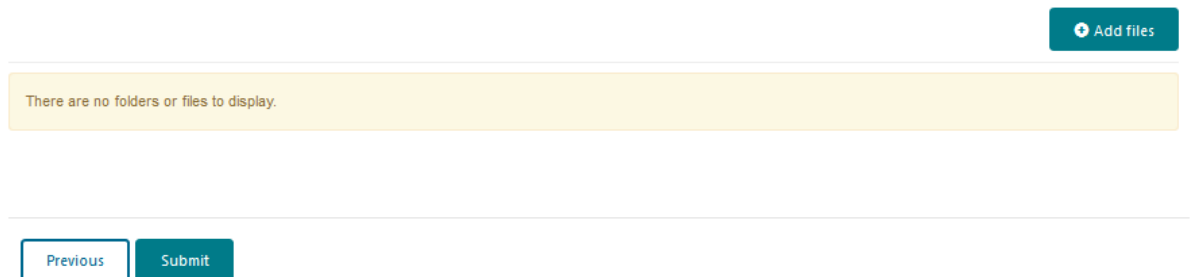 Add files
There are no folders or files to display.
Previous
Submit